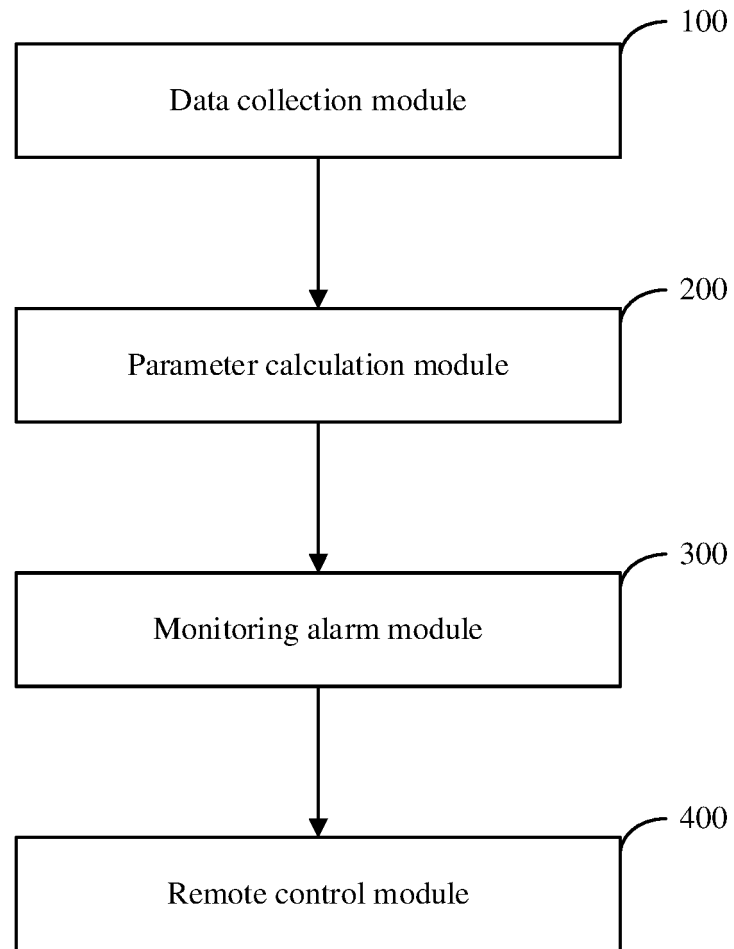 100
Data collection module
200
Parameter calculation module
300
Monitoring alarm module
400
Remote control module